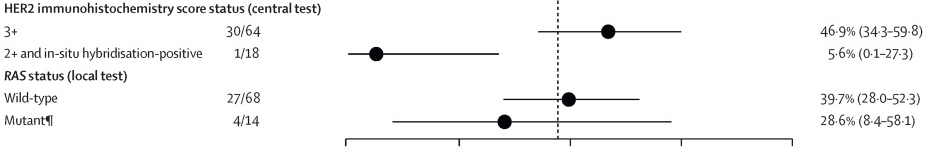 HER2 immunohistochemistry score status (central test)
3+ 30/64 46·9% (34·3–59·8)
2+ and in-situ hybridisation-positive 1/18 5·6% (0·1–27·3)
RAS status (local test)
Wild-type 27/68 39·7% (28·0–52·3)
Mutant¶ 4/14 28·6% (8·4–58·1)